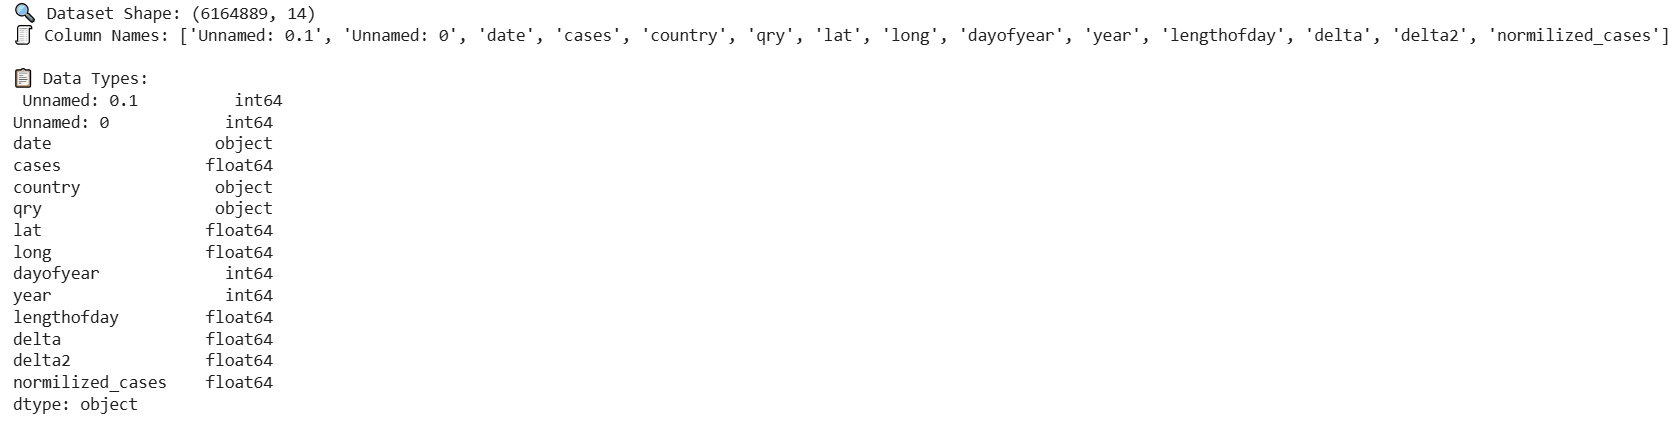 🔍 Dataset Shape: (6164889, 14)
🧾 Column Names: ['Unnamed: 0.1', 'Unnamed: 0', 'date', 'cases', 'country', 'qry', 'lat', 'long', 'dayofyear', 'year', 'lengthofday', 'delta', 'delta2', 'normilized_cases']
📋 Data Types:
Unnamed: 0.1 int64
Unnamed: 0 int64
date object
cases float64
country object
qry object
lat float64
long float64
dayofyear int64
year int64
lengthofday float64
delta float64
delta2 float64
normilized_cases float64
dtype: object